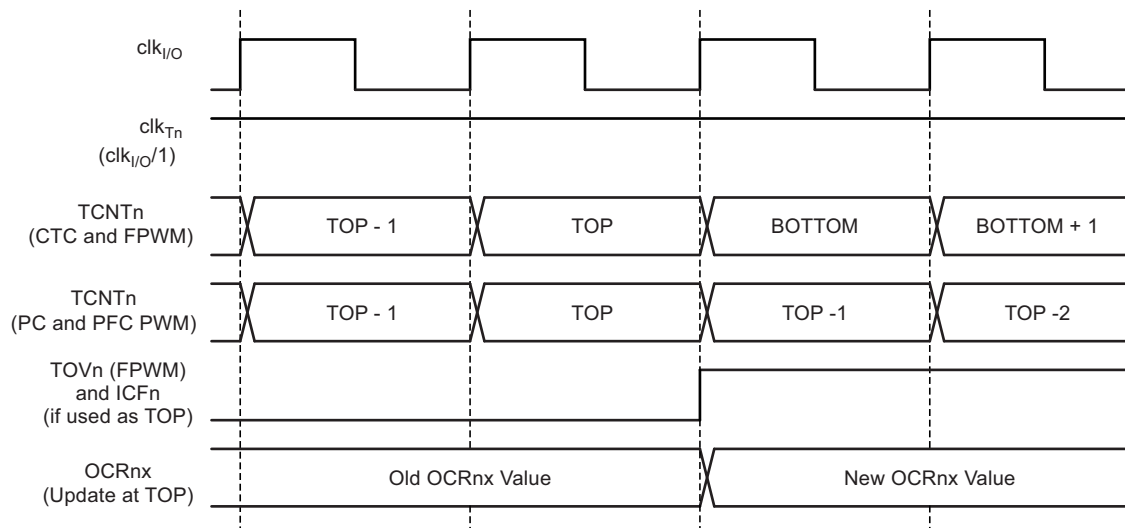 clkI/O
clkTn
(clkI/O/1)
TCNTn
(CTC and FPWM)
TOP - 1
TOP
BOTTOM
BOTTOM + 1
TCNTn
(PC and PFC PWM)
TOP - 1
TOP
TOP -1
TOP -2
TOVn (FPWM)
and ICFn
(if used as TOP)
OCRnx
(Update at TOP)
Old OCRnx Value
New OCRnx Value